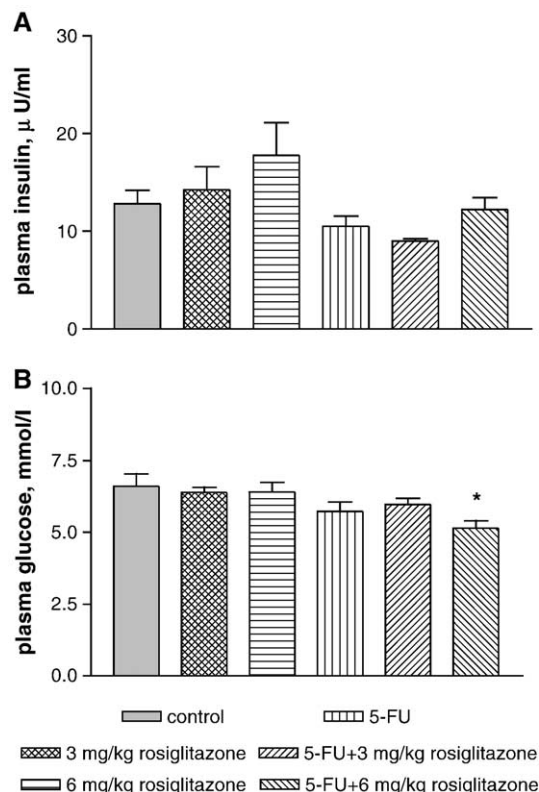 A
plasma insulin, μ U/ml
30
20
10
0
B
plasma glucose, mmol/l
10.0
7.5
5.0
2.5
0.0
*
control
5-FU
3 mg/kg rosiglitazone
5-FU+3 mg/kg rosiglitazone
6 mg/kg rosiglitazone
5-FU+6 mg/kg rosiglitazone